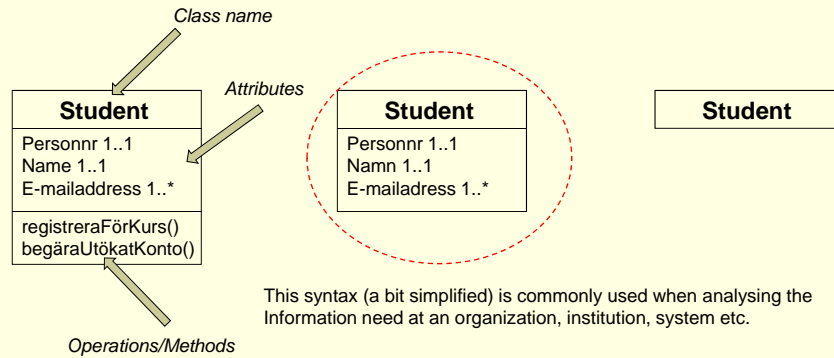 Class name
Attributes
Student
Personnr 1..1
Name 1..1
E-mailaddress 1..*
registreraFörKurs()
begäraUtökatKonto()
Operations/Methods
Student
Personnr 1..1
Namn 1..1
E-mailadress 1..*
Student
This syntax (a bit simplified) is commonly used when analysing the
Information need at an organization, institution, system etc.